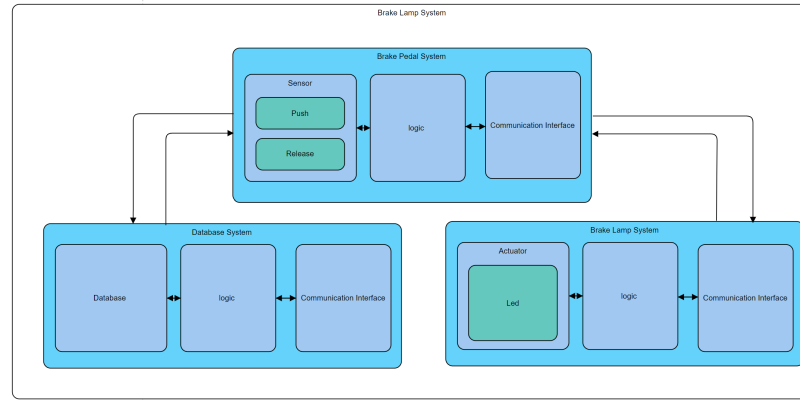 Brake Lamp System
Brake Pedal System
Sensor
Push
Release
logic
Communication Interface
Database System
Database
logic
Communication Interface
Brake Lamp System
Actuator
Led
logic
Communication Interface